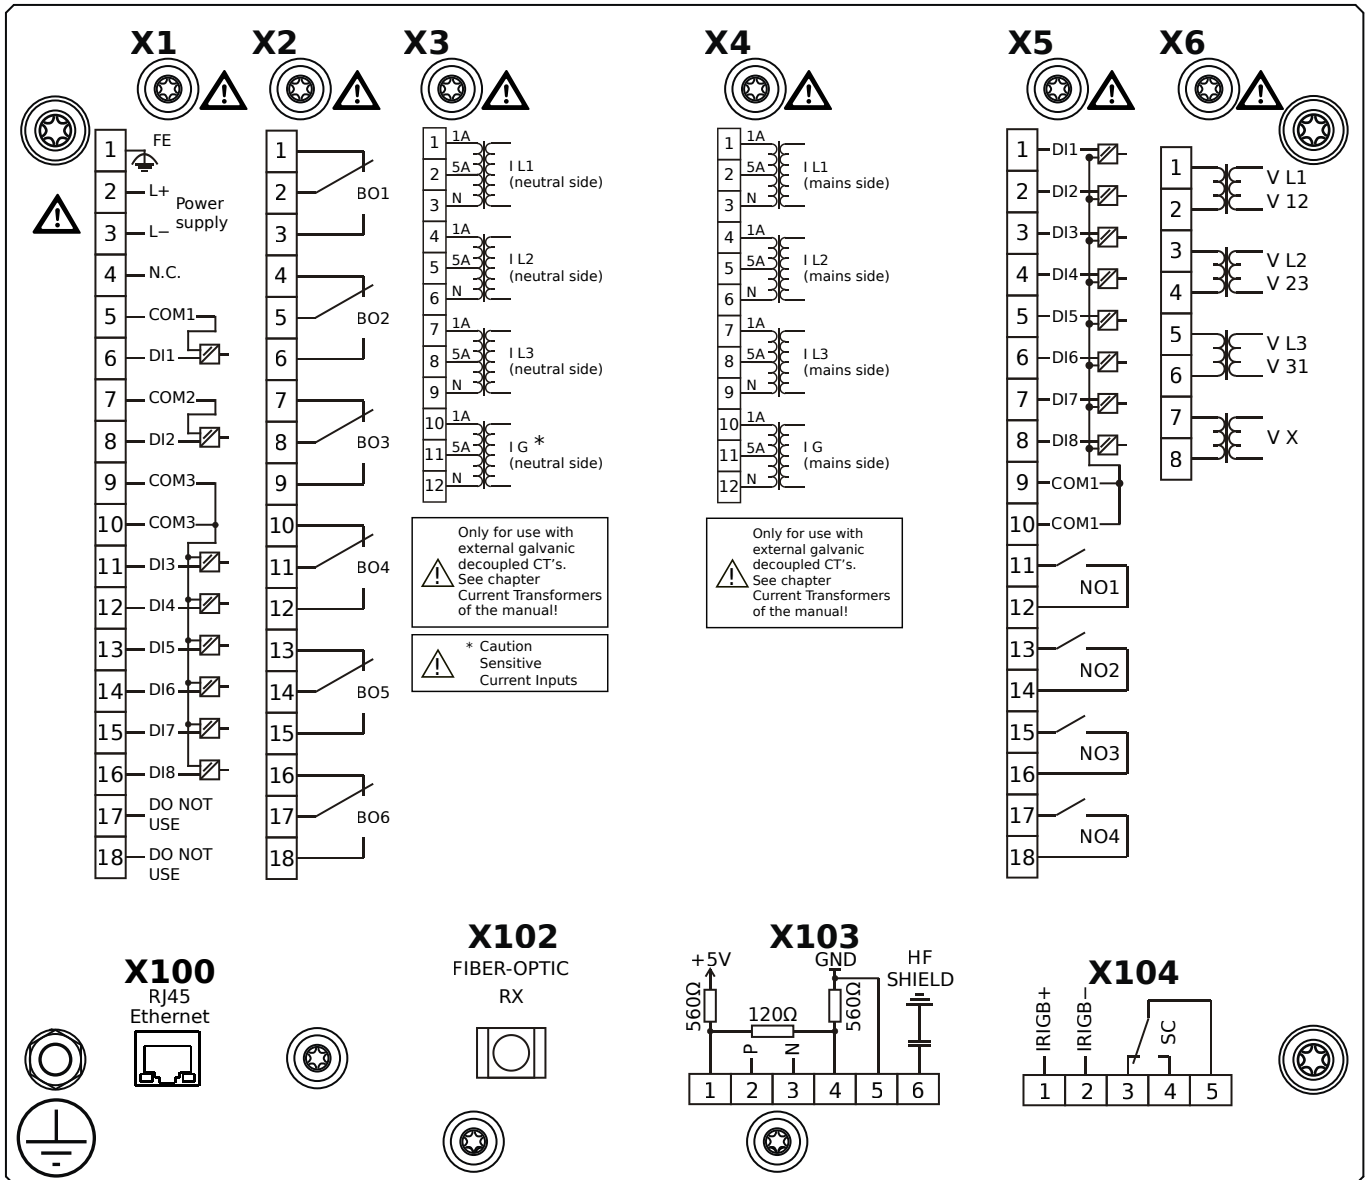 X1
X2
X3
X4
X5
X6
1
FE
2
L+
Power
supply
3
L−
4
N.C.
5
COM1
6
DI1
7
COM2
8
DI2
9
COM3
10
COM3
11
DI3
12
DI4
13
DI5
14
DI6
15
DI7
16
DI8
17
DO NOT
USE
18
DO NOT
USE
1
2
BO1
3
4
5
BO2
6
7
8
BO3
9
10
11
BO4
12
13
14
BO5
15
16
17
BO6
18
1
1A
2
5A
I L1
(neutral side)
3
N
4
1A
5
5A
I L2
(neutral side)
6
N
7
1A
8
5A
I L3
(neutral side)
9
N
10
1A
11
5A
I G *
(neutral side)
12
N
Only for use with
external galvanic
decoupled CT's.
See chapter
Current Transformers
of the manual!
* Caution
Sensitive
Current Inputs
1
1A
2
5A
I L1
(mains side)
3
N
4
1A
5
5A
I L2
(mains side)
6
N
7
1A
8
5A
I L3
(mains side)
9
N
10
1A
11
5A
I G
(mains side)
12
N
Only for use with
external galvanic
decoupled CT's.
See chapter
Current Transformers
of the manual!
1
DI1
2
DI2
3
DI3
4
DI4
5
DI5
6
DI6
7
DI7
8
DI8
9
COM1
10
COM1
11
NO1
12
13
NO2
14
15
NO3
16
17
NO4
18
1
V L1
V 12
2
3
V L2
V 23
4
5
V L3
V 31
6
7
V X
8
X100
RJ45
Ethernet
X102
FIBER-OPTIC
RX
X103
+5V
GND
HF
SHIELD
560Ω
120Ω
560Ω
P
N
1 2 3 4 5 6
X104
IRIGB+
IRIGB−
SC
1 2 3 4 5